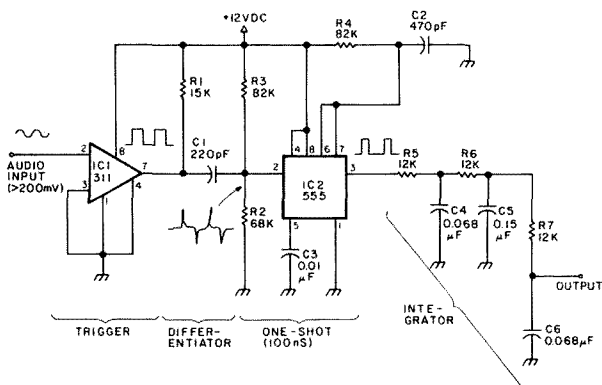 +12VDC
R4
82K
C2
470pF
R1
15K
R3
82K
C1
220pF
AUDIO
INPUT
(>200mV)
2
8
IC1
311
7
3
4
1
4
8
6
7
2
IC2
555
3
5
1
R2
68K
C3
0.01
µF
R5
12K
R6
12K
C4
0.068
µF
C5
0.15
µF
R7
12K
OUTPUT
C6
0.068µF
INTE-
GRATOR
TRIGGER
DIFFER-
ENTIATOR
ONE-SHOT
(100nS)